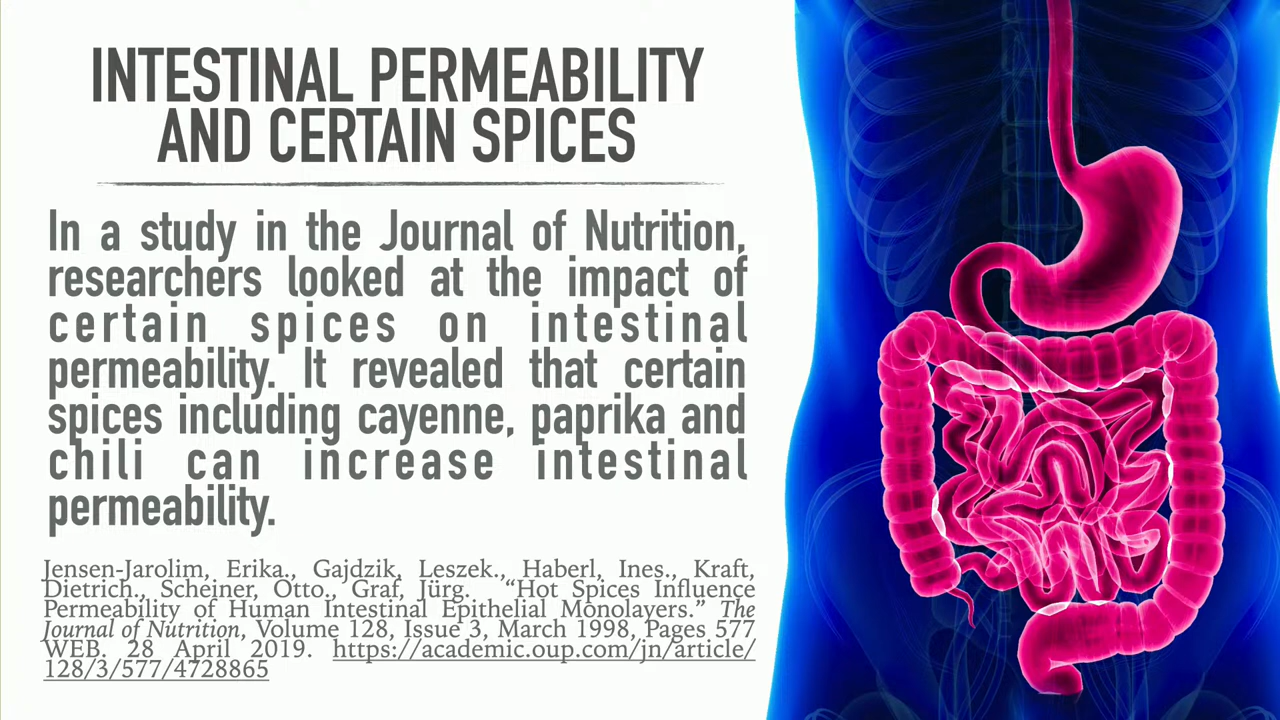 INTESTINAL PERMEABILITY
AND CERTAIN SPICES
In a study in the Journal of Nutrition,
researchers looked at the impact of
certain spices on intestinal
permeability. It revealed that certain
spices including cayenne, paprika and
chili can increase intestinal
permeability.
Jensen-Jarolim, Erika., Gajdzik, Leszek., Haberl, Ines., Kraft,
Dietrich., Scheiner, Otto., Graf, Jürg. “Hot Spices Influence
Permeability of Human Intestinal Epithelial Monolayers.” The
Journal of Nutrition, Volume 128, Issue 3, March 1998, Pages 577
WEB. 28 April 2019. https://academic.oup.com/jn/article/
128/3/577/4728865